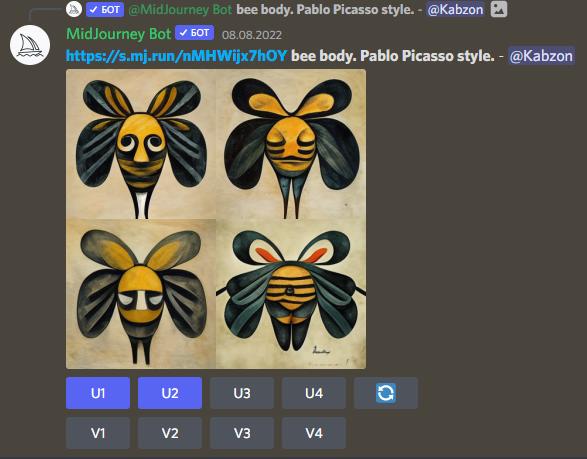 ✓ БОТ @MidJourney Bot bee body. Pablo Picasso style. - @Kabzon
MidJourney Bot ✓ БОТ 08.08.2022
https://s.mj.run/nMHWijx7hOY bee body. Pablo Picasso style. - @Kabzon
U1 U2 U3 U4
V1 V2 V3 V4